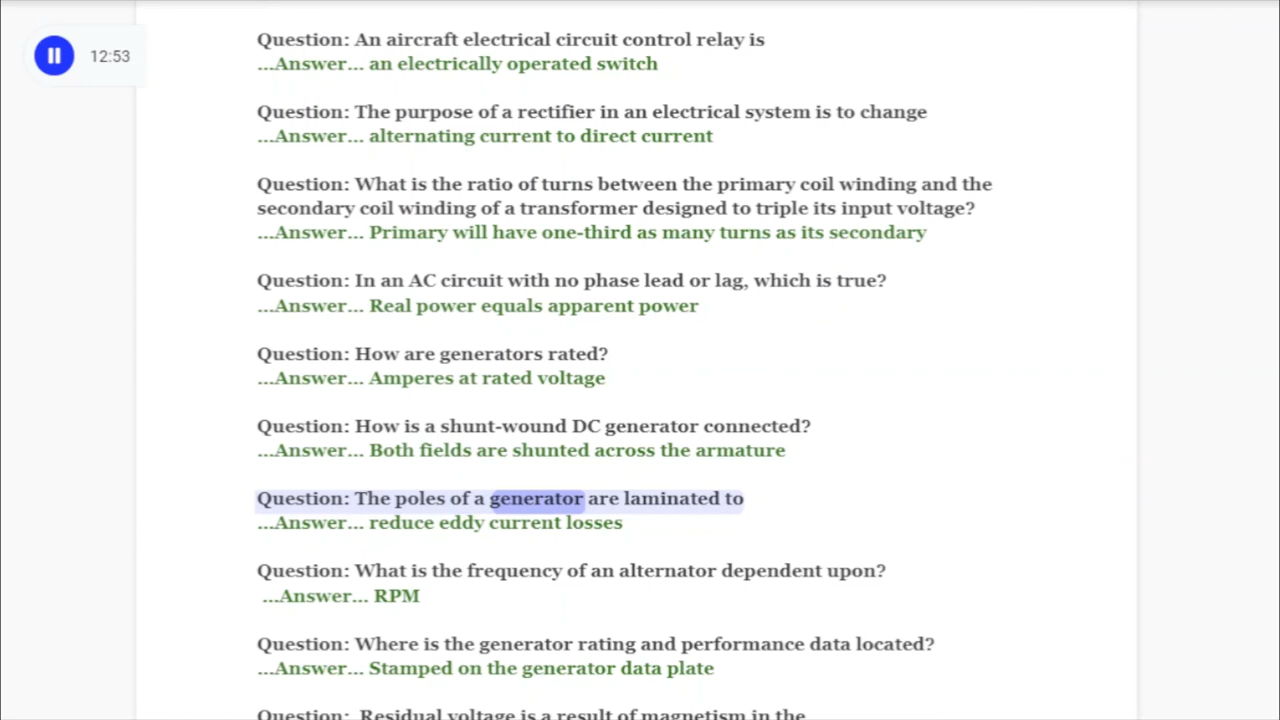 12:53
Question: An aircraft electrical circuit control relay is
...Answer... an electrically operated switch
Question: The purpose of a rectifier in an electrical system is to change
...Answer... alternating current to direct current
Question: What is the ratio of turns between the primary coil winding and the
secondary coil winding of a transformer designed to triple its input voltage?
...Answer... Primary will have one-third as many turns as its secondary
Question: In an AC circuit with no phase lead or lag, which is true?
...Answer... Real power equals apparent power
Question: How are generators rated?
...Answer... Amperes at rated voltage
Question: How is a shunt-wound DC generator connected?
...Answer... Both fields are shunted across the armature
Question: The poles of a generator are laminated to
...Answer... reduce eddy current losses
Question: What is the frequency of an alternator dependent upon?
...Answer... RPM
Question: Where is the generator rating and performance data located?
...Answer... Stamped on the generator data plate
Question: Residual voltage is a result of magnetism in the